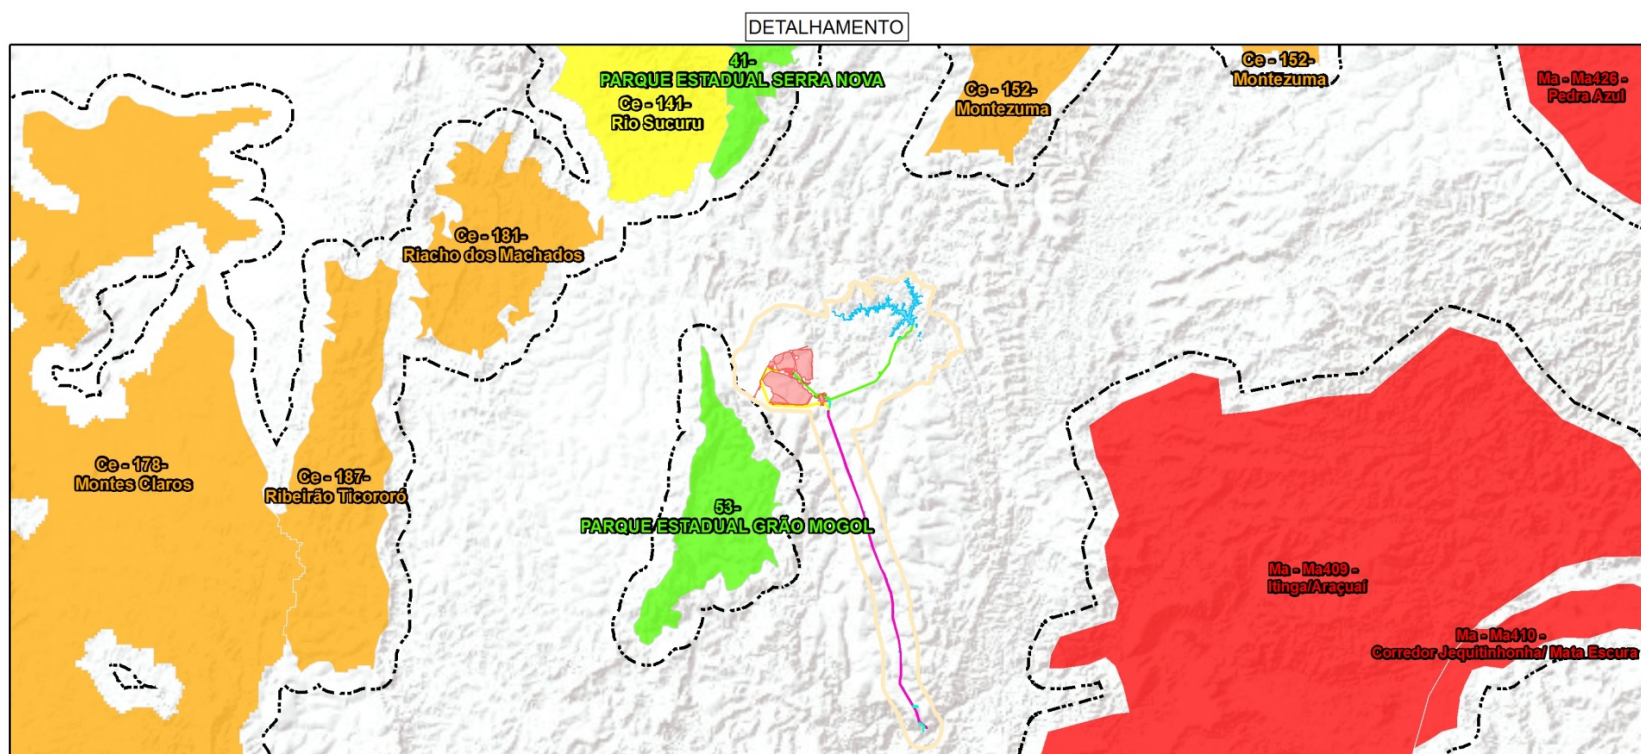 DETALHAMENTO
41-
PARQUE ESTADUAL SERRA NOVA
Ce - 141-
Rio Sucuru
Ce - 152-
Montezuma
Ce - 152-
Montezuma
Ma - Ma426 -
Pedra Azul
Ce - 181-
Riacho dos Machados
Ce - 178-
Montes Claros
Ce - 187-
Ribeirão Ticororó
53-
PARQUE ESTADUAL GRÃO MOGOL
Ma - Ma409 -
Itinga/Araçuaí
Ma - Ma410 -
Corredor Jequitinhonha/ Mata Escura